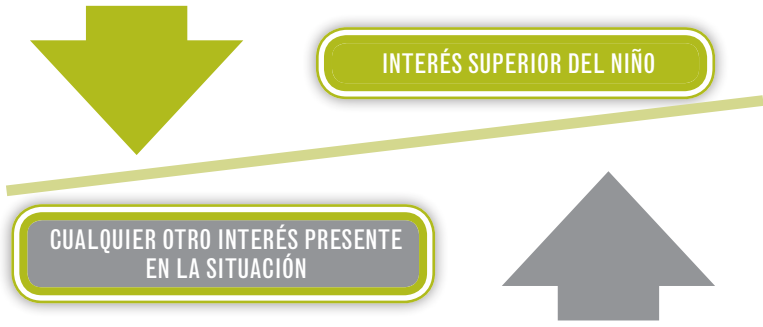 INTERÉS SUPERIOR DEL NIÑO
CUALQUIER OTRO INTERÉS PRESENTE
EN LA SITUACIÓN